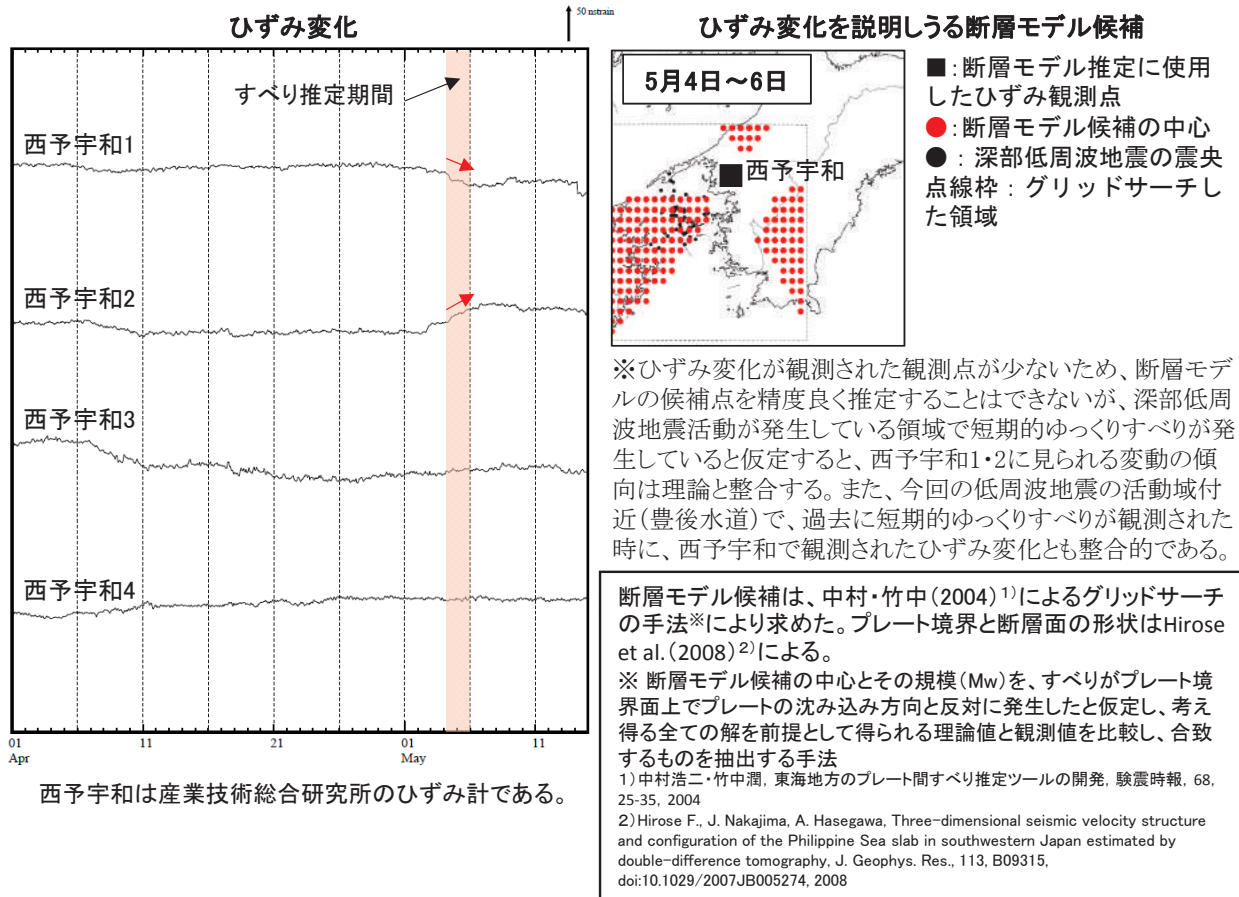 ひずみ変化
50 nstrain
すべり推定期間
西予宇和1
西予宇和2
西予宇和3
西予宇和4
01
11
21
01
11
Apr
May
西予宇和は産業技術総合研究所のひずみ計である。
ひずみ変化を説明しうる断層モデル候補
5月4日～6日
西予宇和
■:断層モデル推定に使用
したひずみ観測点
●:断層モデル候補の中心
●：深部低周波地震の震央
点線枠：グリッドサーチし
た領域
※ひずみ変化が観測された観測点が少ないため、断層モデ
ルの候補点を精度良く推定することはできないが、深部低周
波地震活動が発生している領域で短期的ゆっくりすべりが発
生していると仮定すると、西予宇和1・2に見られる変動の傾
向は理論と整合する。また、今回の低周波地震の活動域付
近(豊後水道)で、過去に短期的ゆっくりすべりが観測された
時に、西予宇和で観測されたひずみ変化とも整合的である。
断層モデル候補は、中村・竹中(2004)1)によるグリッドサーチ
の手法※により求めた。プレート境界と断層面の形状はHirose
et al.(2008)2)による。
※ 断層モデル候補の中心とその規模(Mw)を、すべりがプレート境
界面上でプレートの沈み込み方向と反対に発生したと仮定し、考え
得る全ての解を前提として得られる理論値と観測値を比較し、合致
するものを抽出する手法
1)中村浩二・竹中潤, 東海地方のプレート間すべり推定ツールの開発, 験震時報, 68,
25-35, 2004
2)Hirose F., J. Nakajima, A. Hasegawa, Three-dimensional seismic velocity structure
and configuration of the Philippine Sea slab in southwestern Japan estimated by
double-difference tomography, J. Geophys. Res., 113, B09315,
doi:10.1029/2007JB005274, 2008